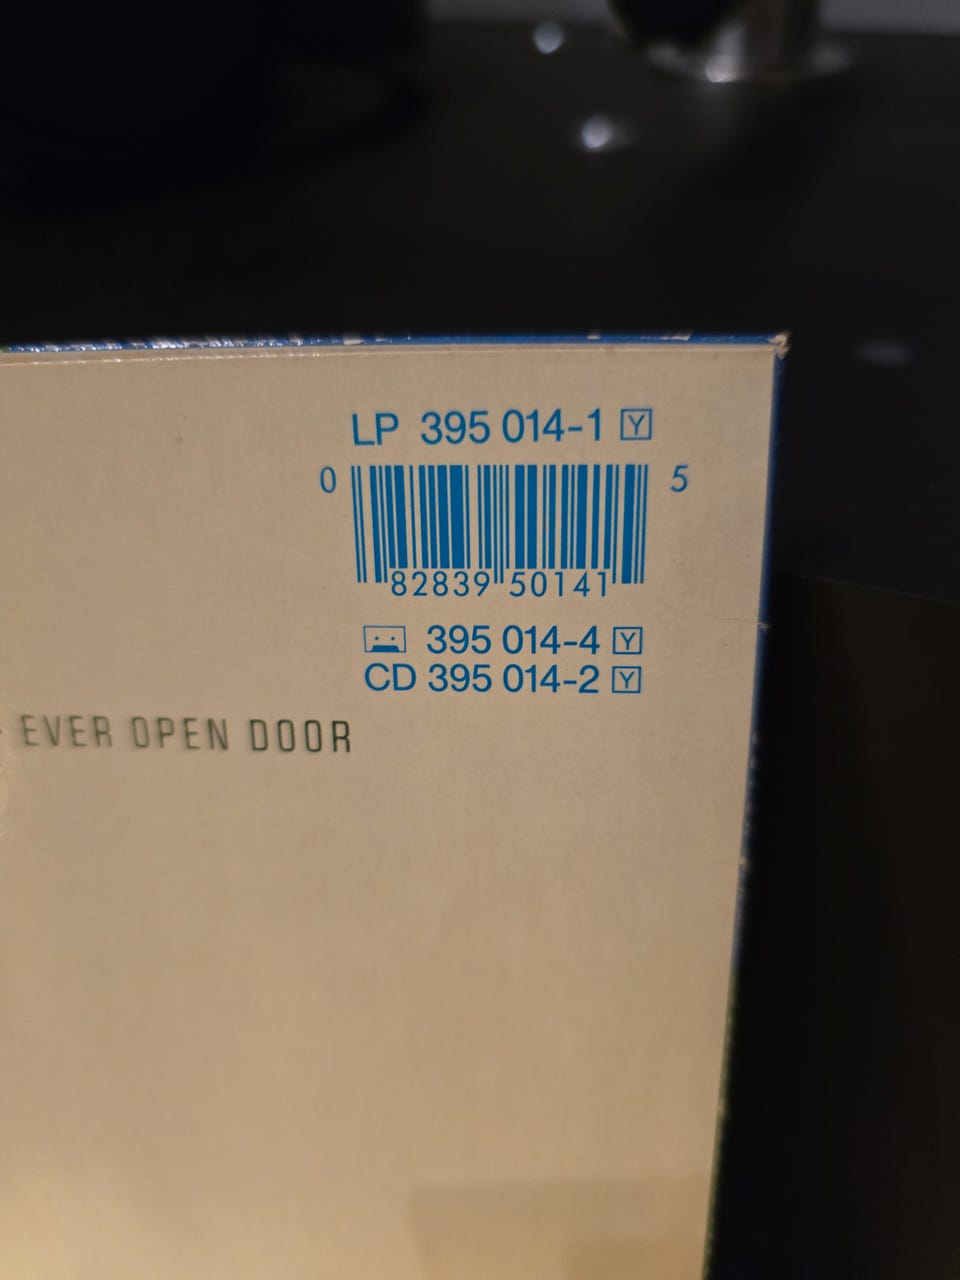 LP 395 014-1 Y
0 82839 50141 5
395 014-4 Y
CD 395 014-2 Y
EVER OPEN DOOR